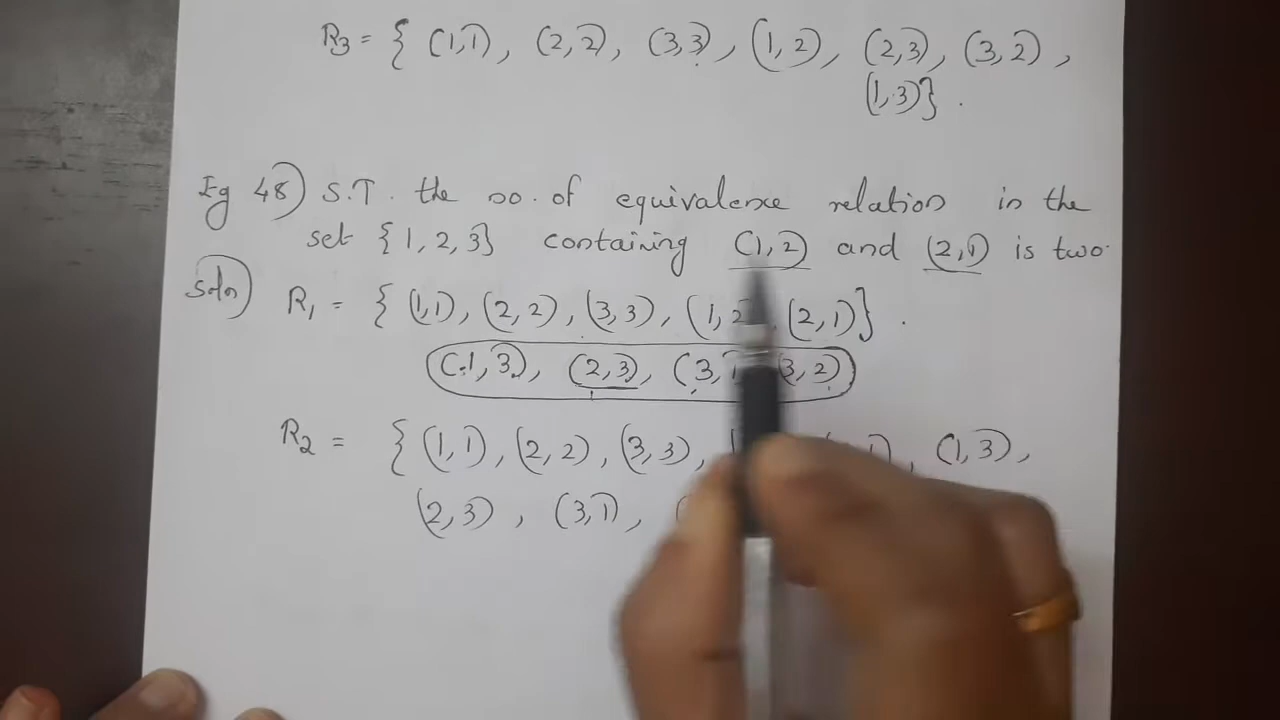 R3 = { (1,1), (2,2), (3,3), (1,2), (2,3), (3,2),
(1,3)}.
Eg 48) S.T. the no. of equivalence relation in the
set {1, 2, 3} containing (1,2) and (2,1) is two.
Soln) R1 = { (1,1), (2,2), (3,3), (1,2), (2,1)}.
(1,3), (2,3), (3, 3,2)
R2 = { (1,1), (2,2), (3,3), (1,3),
(2,3), (3,1),